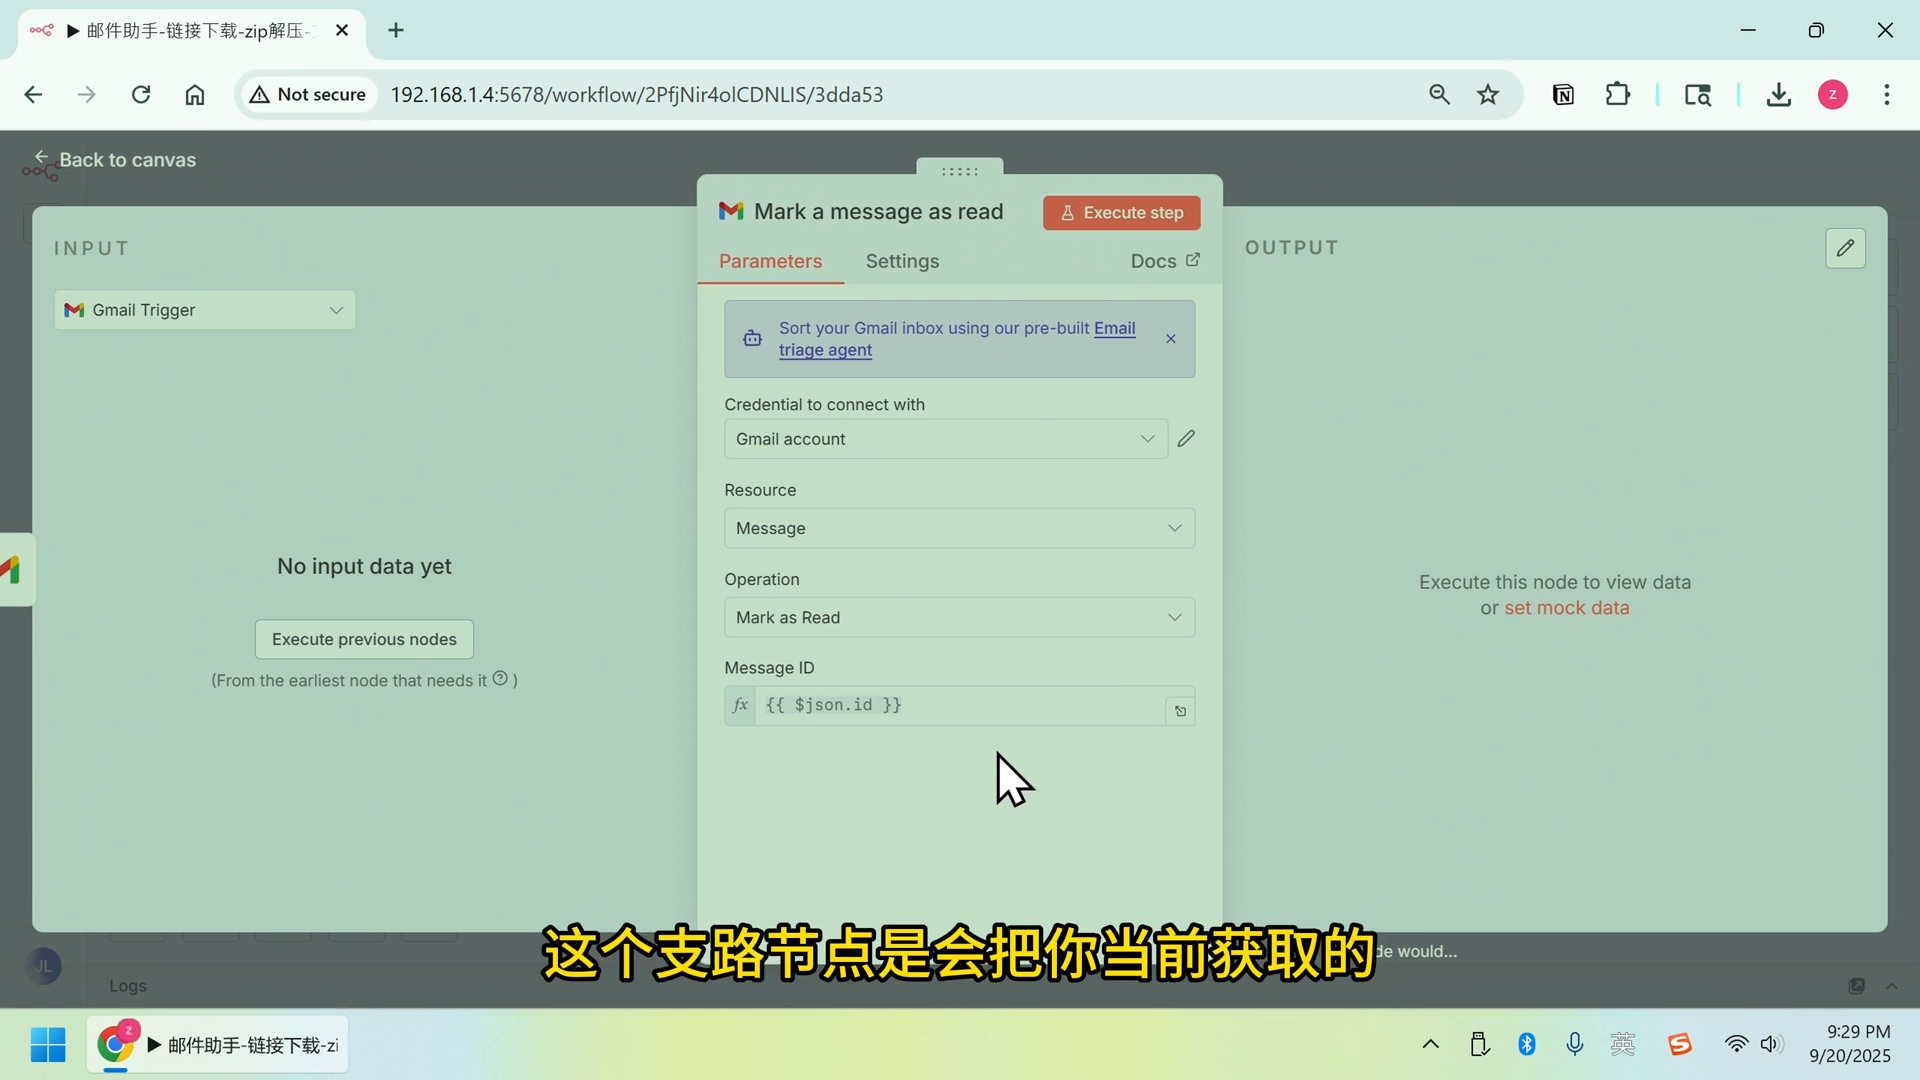 ▶ 邮件助手-链接下载-zip解压-
Not secure
192.168.1.4:5678/workflow/2PfjNir4olCDNLIS/3dda53
N
z
Back to canvas
INPUT
Gmail Trigger
No input data yet
Execute previous nodes
(From the earliest node that needs it ? )
Mark a message as read
Execute step
Parameters
Settings
Docs
Sort your Gmail inbox using our pre-built Email
triage agent
Credential to connect with
Gmail account
Resource
Message
Operation
Mark as Read
Message ID
fx
{{ $json.id }}
OUTPUT
Execute this node to view data
or set mock data
这个支路节点是会把你当前获取的
de would...
JL
Logs
z
▶ 邮件助手-链接下载-zi
英
S
9:29 PM
9/20/2025